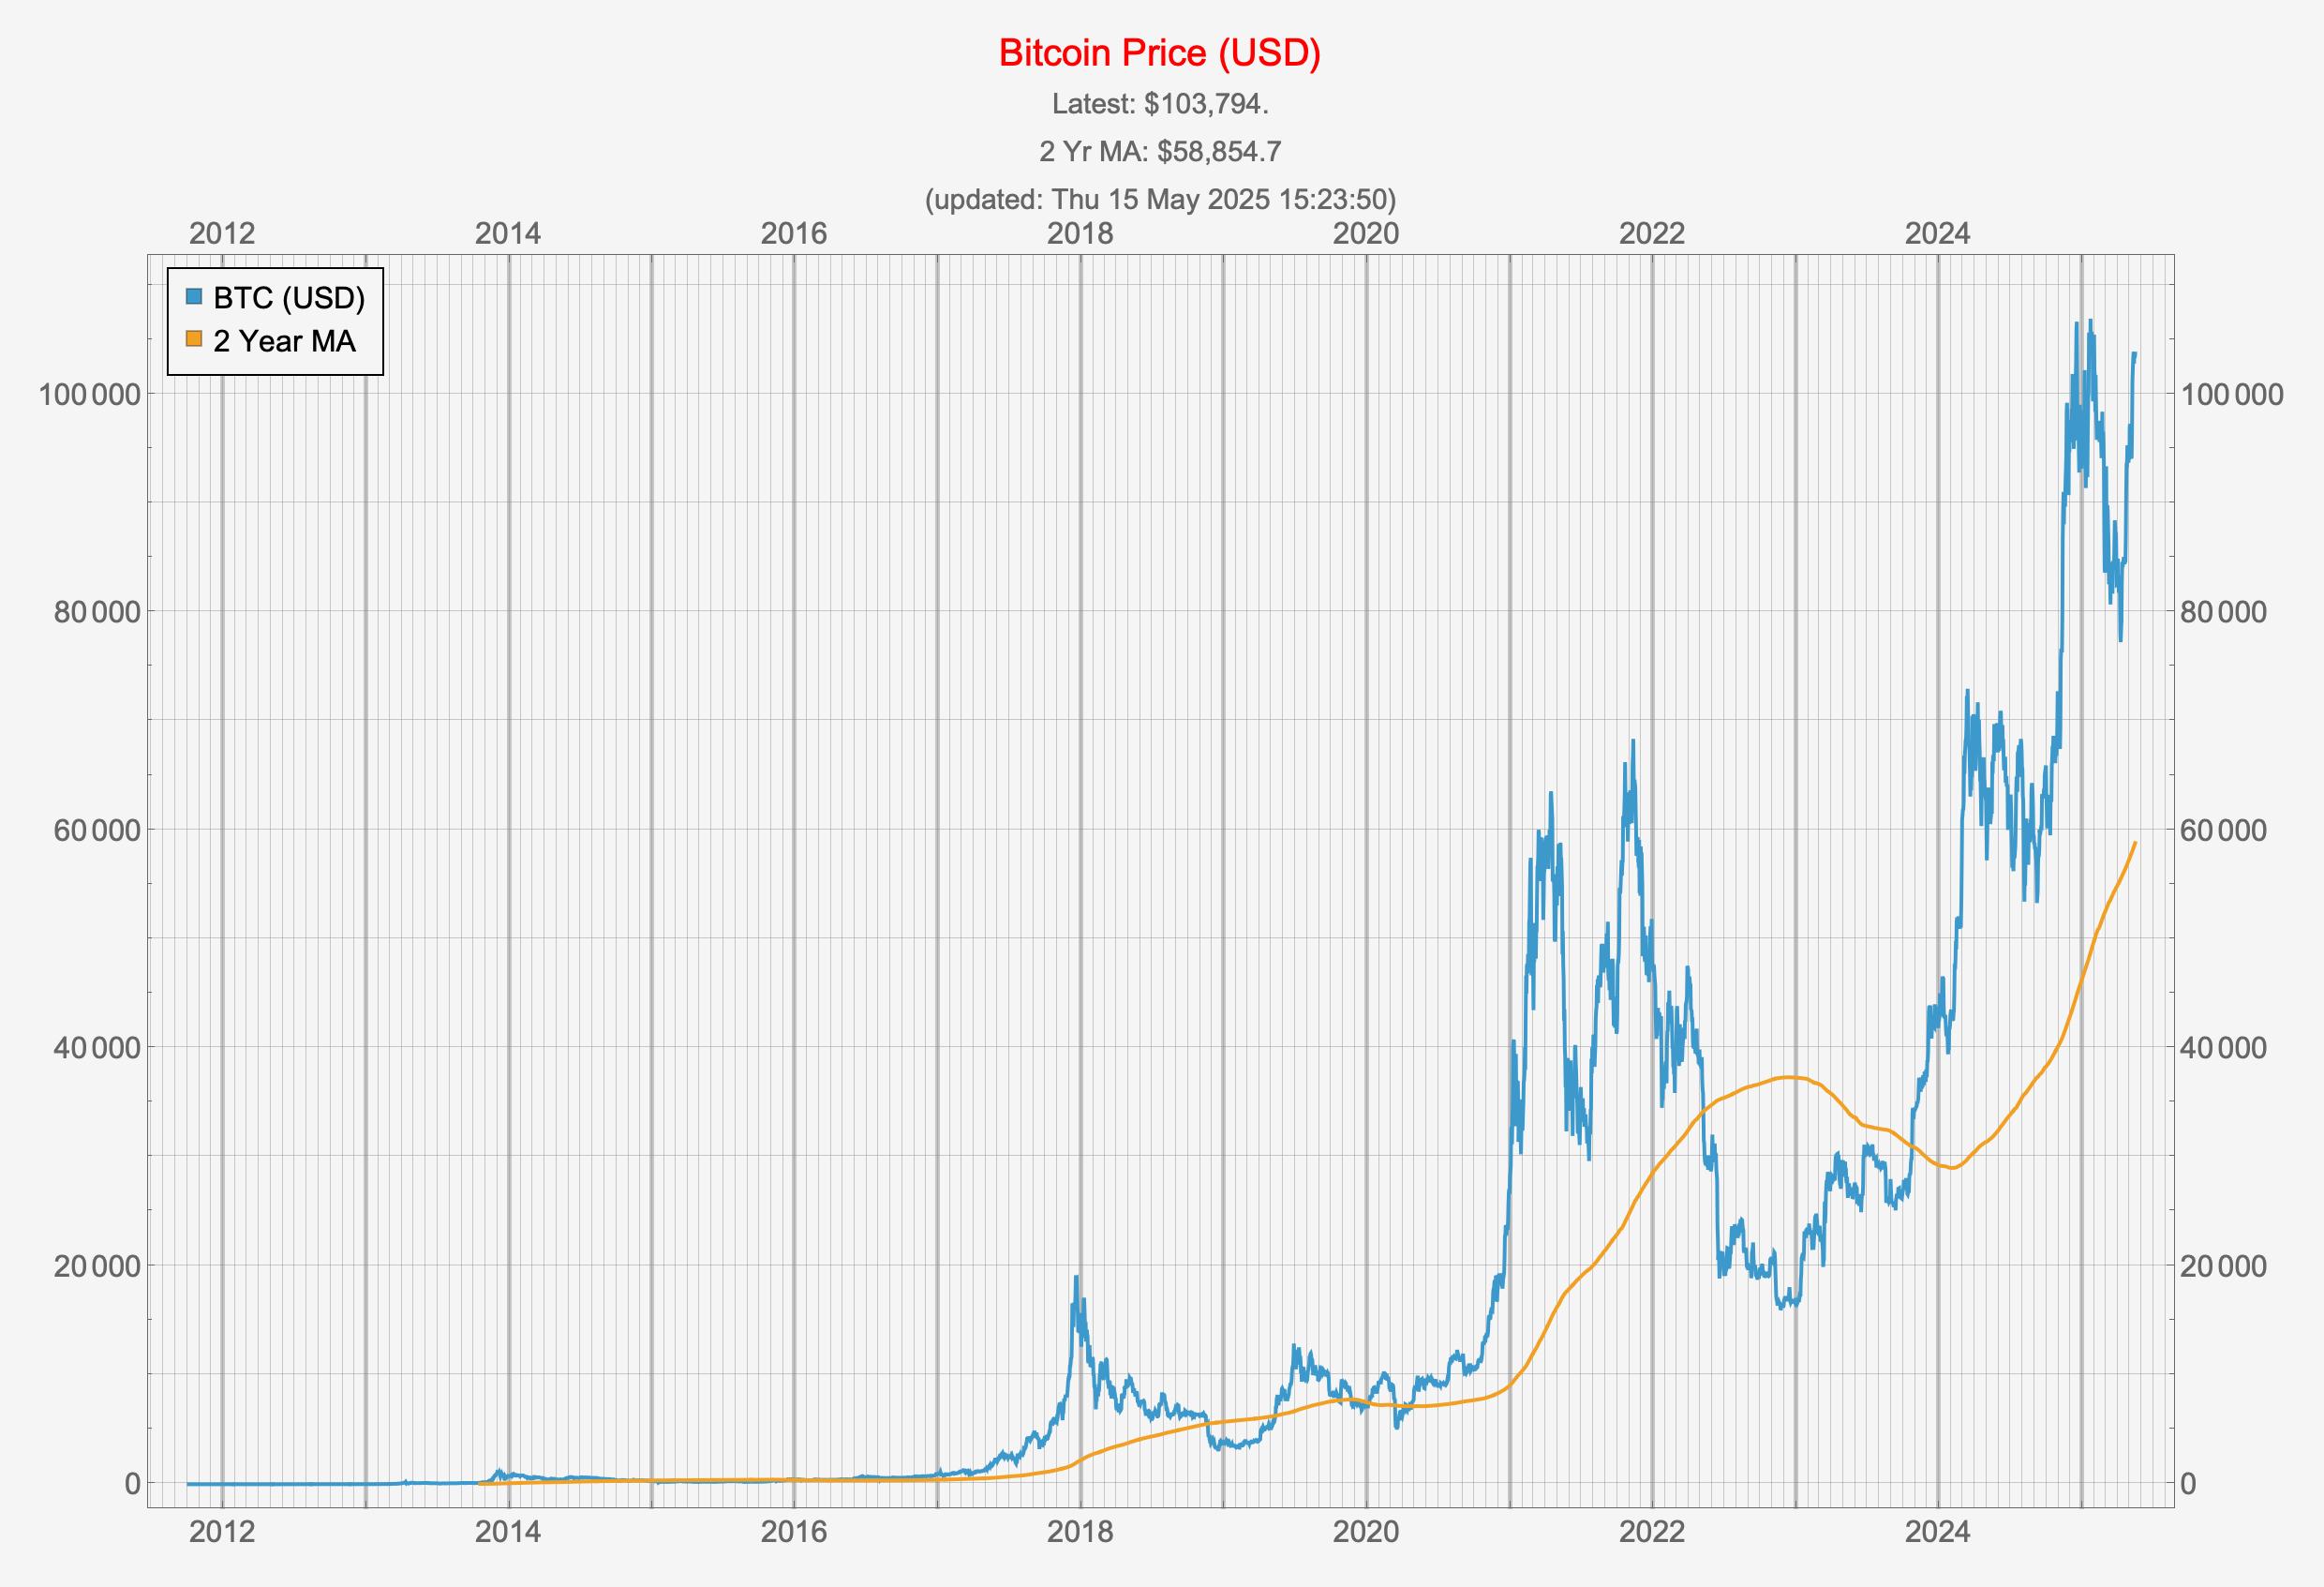 Bitcoin Price (USD)
Latest: $103,794.
2 Yr MA: $58,854.7
(updated: Thu 15 May 2025 15:23:50)
2012 2014 2016 2018 2020 2022 2024
BTC (USD)
2 Year MA
100 000 100 000
80 000 80 000
60 000 60 000
40 000 40 000
20 000 20 000
0 0
2012 2014 2016 2018 2020 2022 2024